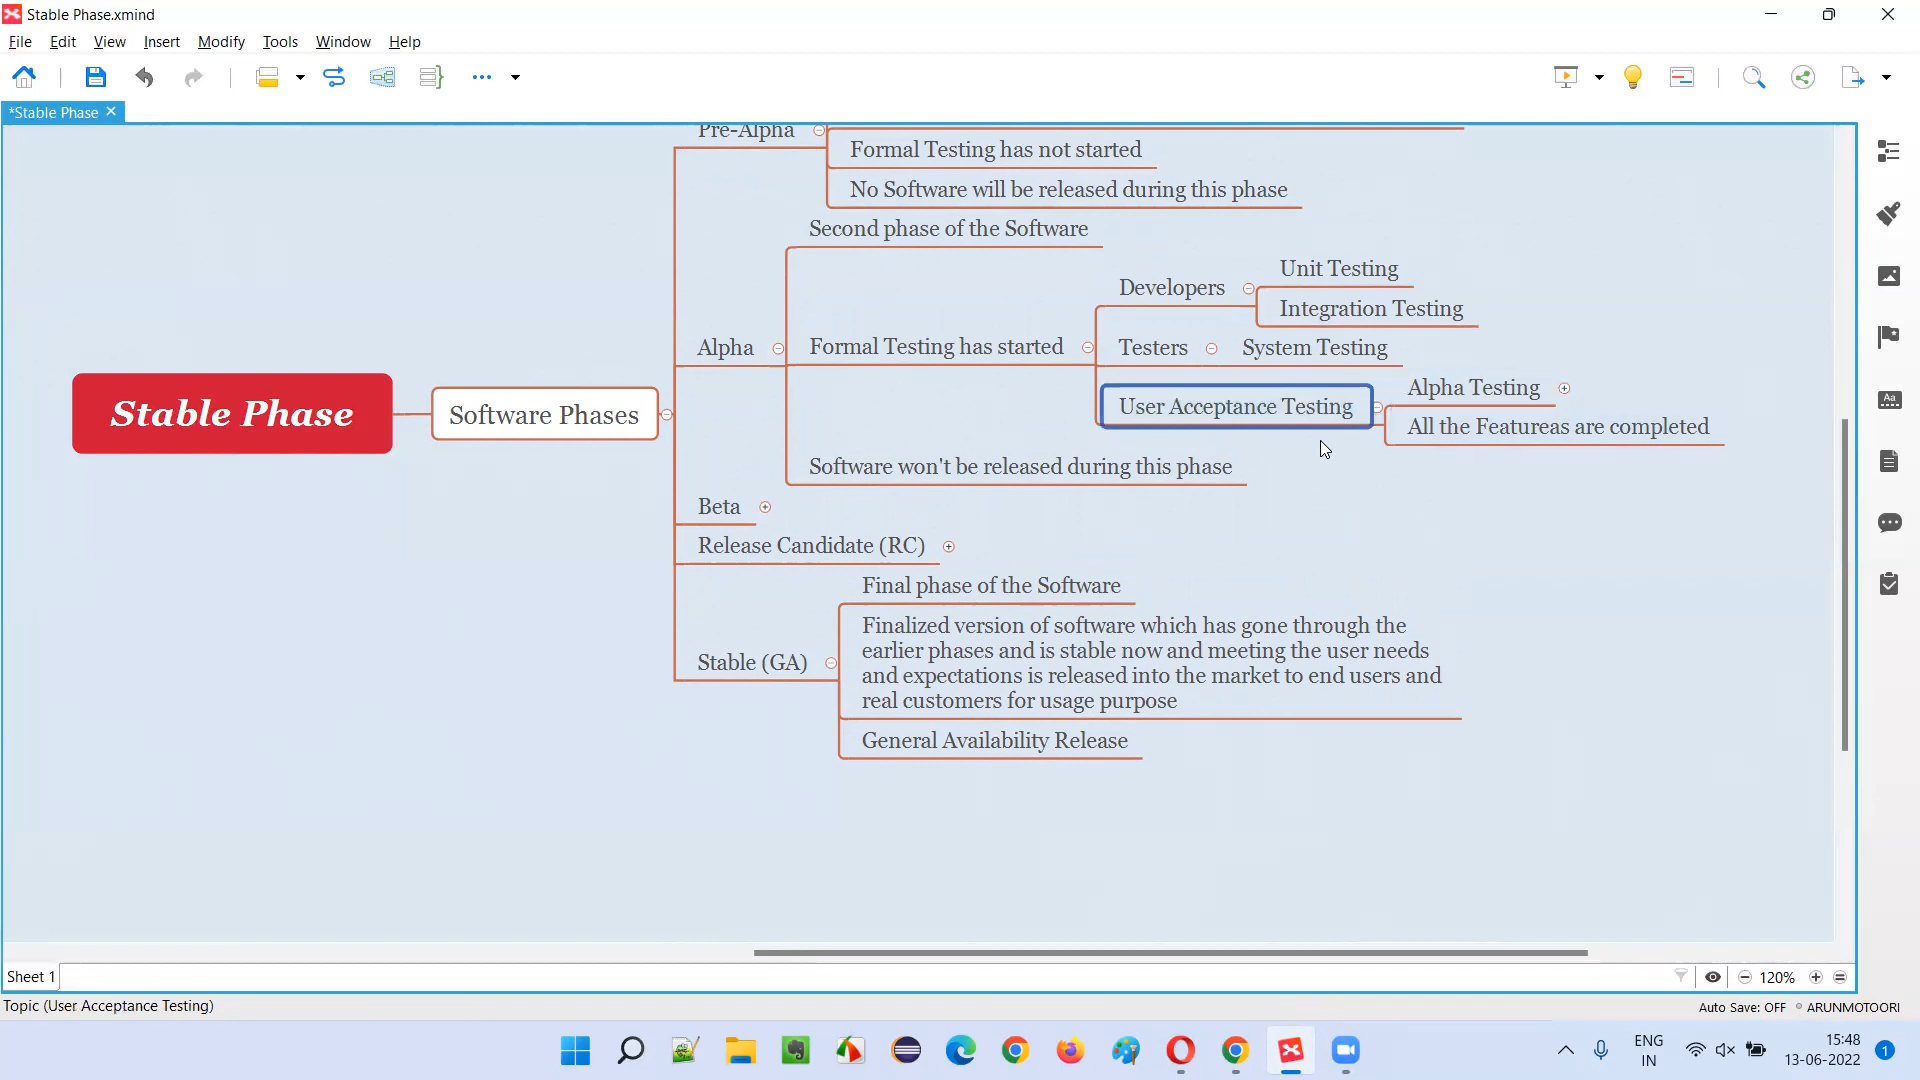 Stable Phase.xmind
File Edit View Insert Modify Tools Window Help
*Stable Phase
Pre-Alpha
Formal Testing has not started
No Software will be released during this phase
Second phase of the Software
Developers
Unit Testing
Integration Testing
Alpha
Formal Testing has started
Testers
System Testing
User Acceptance Testing
Alpha Testing
All the Featureas are completed
Software won't be released during this phase
Stable Phase
Software Phases
Beta
Release Candidate (RC)
Final phase of the Software
Finalized version of software which has gone through the
earlier phases and is stable now and meeting the user needs
and expectations is released into the market to end users and
real customers for usage purpose
Stable (GA)
General Availability Release
Aa
Sheet 1
120%
Topic (User Acceptance Testing)
Auto Save: OFF
ARUNMOTOORI
ENG
IN
15:48
13-06-2022
1